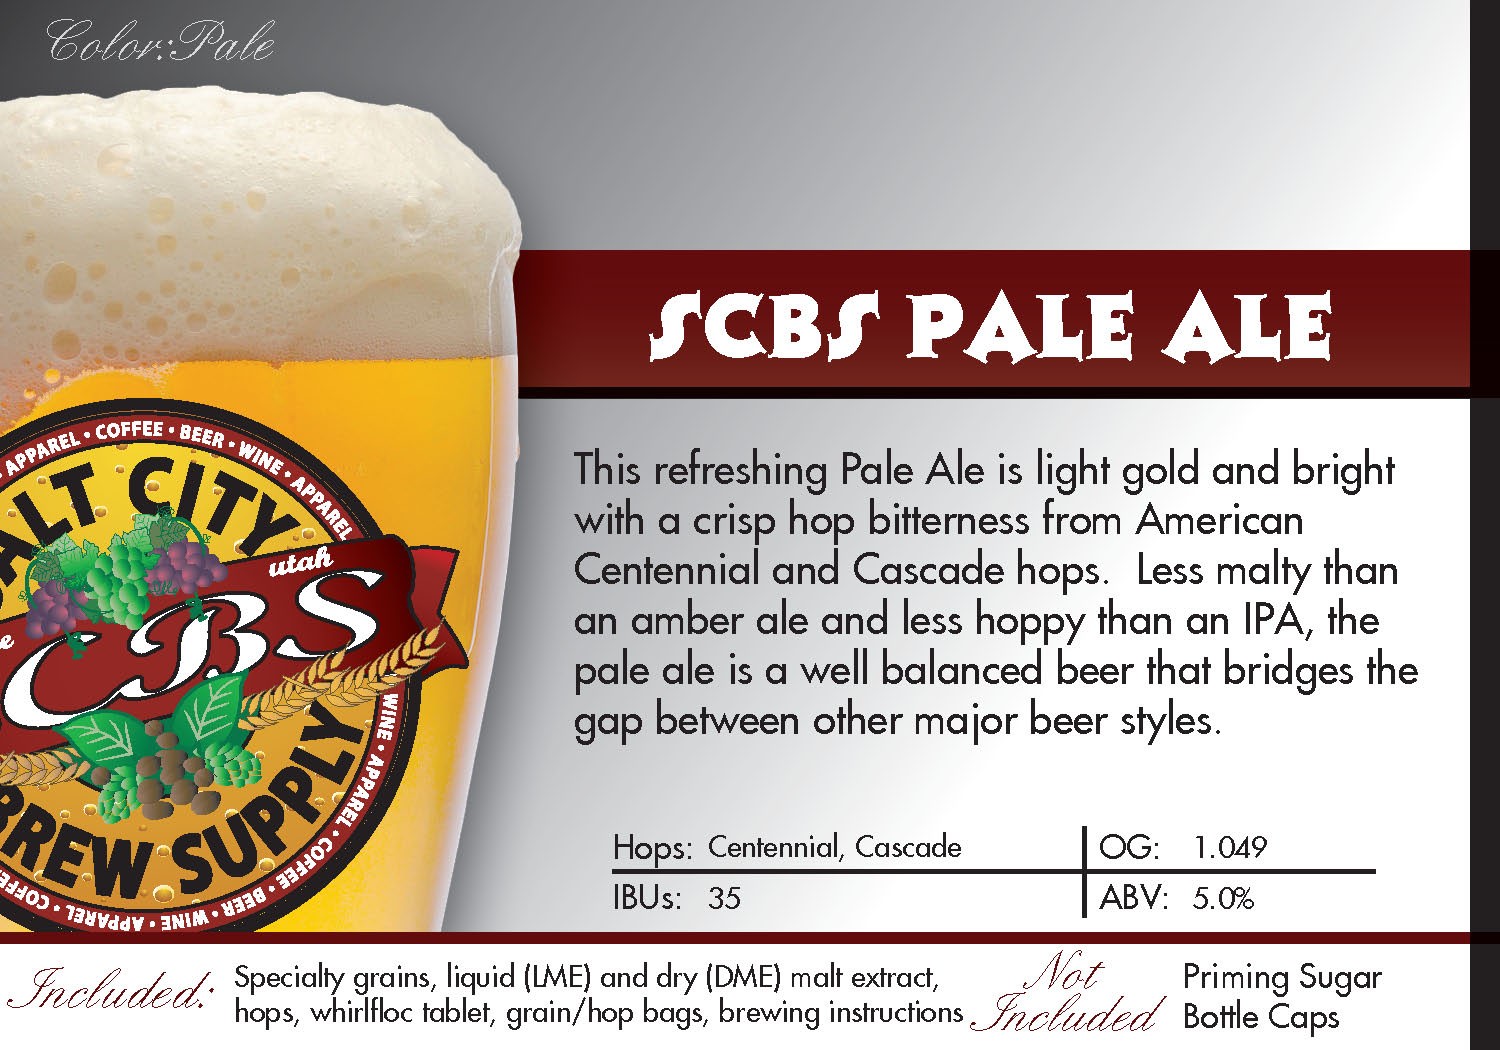 Color: Pale
APPAREL • COFFEE • BEER • WINE • APPAREL
ALT CITY
utah
CBS
BREW SUPPLY
WINE • APPAREL • COFFEE • BEER • WINE • APPAREL •
SCBS PALE ALE
This refreshing Pale Ale is light gold and bright
with a crisp hop bitterness from American
Centennial and Cascade hops.  Less malty than
an amber ale and less hoppy than an IPA, the
pale ale is a well balanced beer that bridges the
gap between other major beer styles.
Hops: Centennial, Cascade
OG: 1.049
IBUs: 35
ABV: 5.0%
Included: Specialty grains, liquid (LME) and dry (DME) malt extract,
hops, whirlfloc tablet, grain/hop bags, brewing instructions
Not
Included
Priming Sugar
Bottle Caps